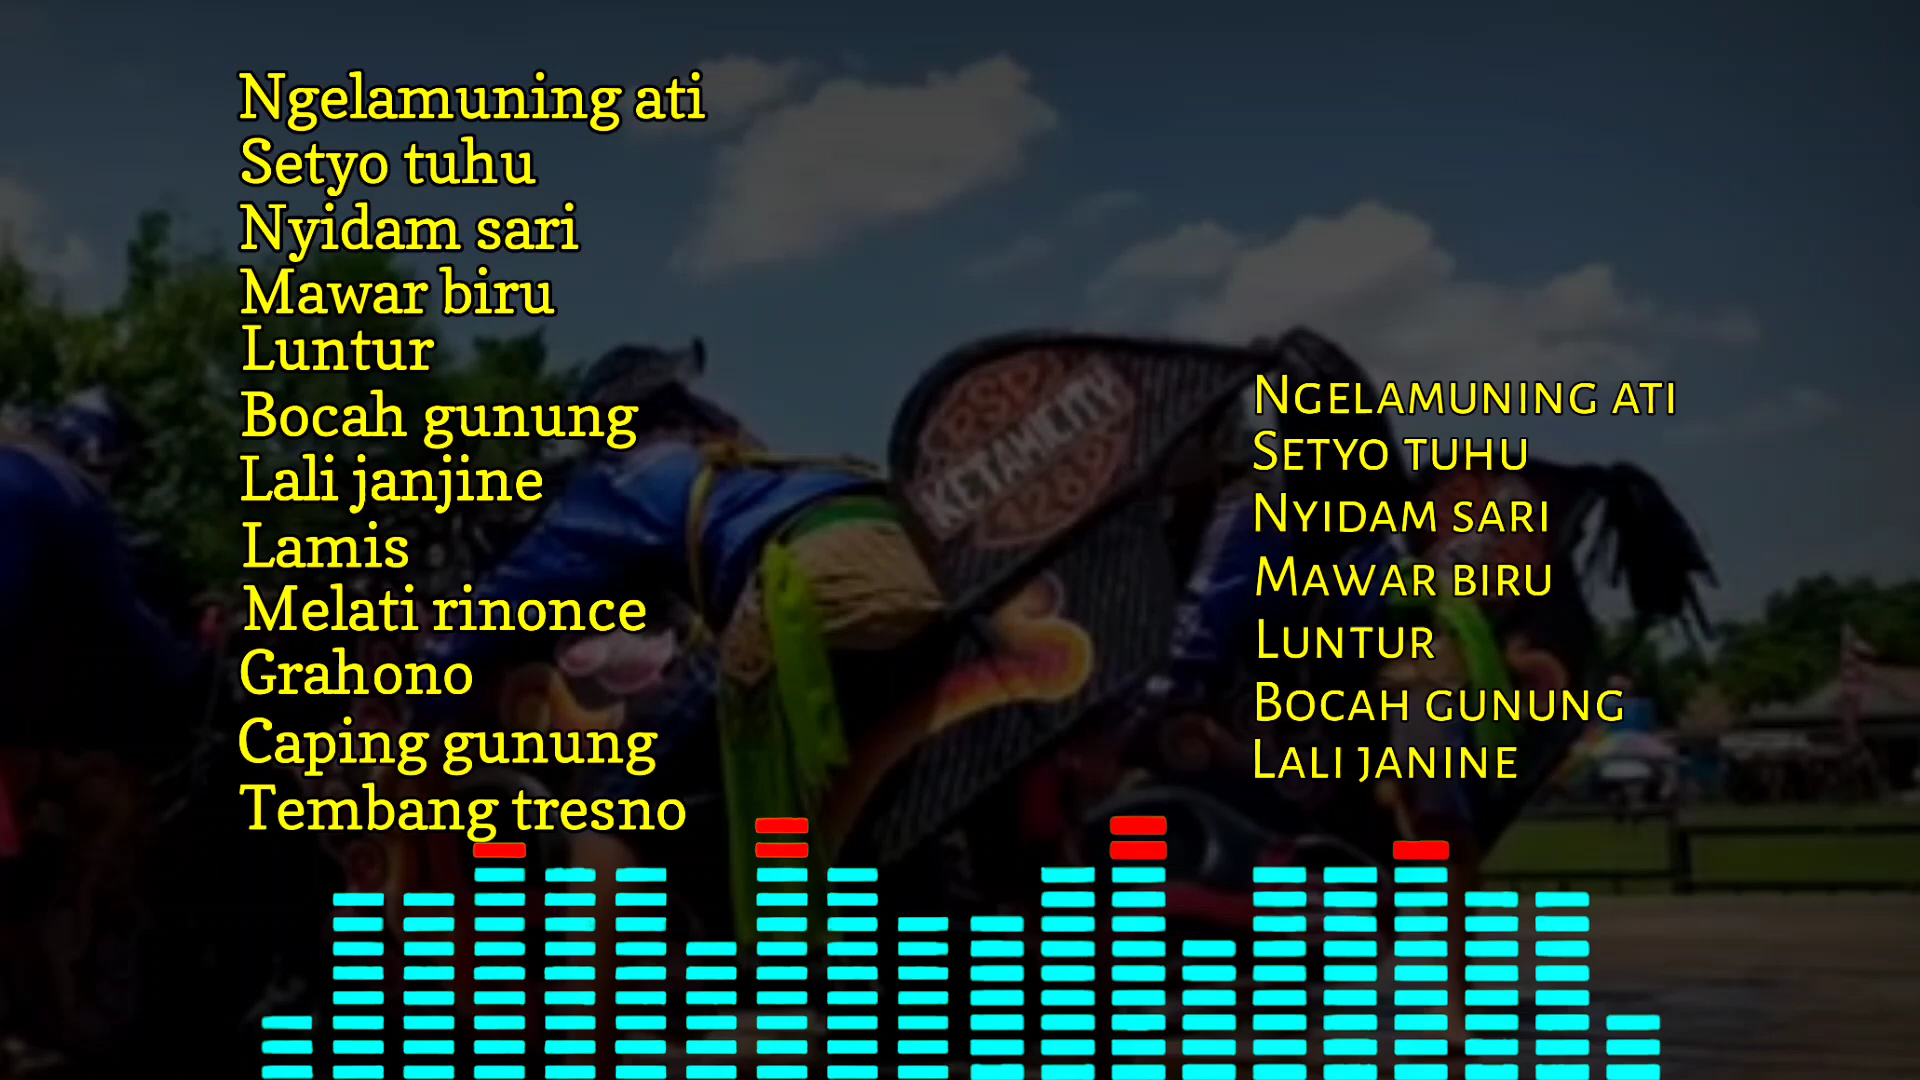 Ngelamuning ati
Setyo tuhu
Nyidam sari
Mawar biru
Luntur
Bocah gunung
Lali janjine
Lamis
Melati rinonce
Grahono
Caping gunung
Tembang tresno
KETAMCITY
NGELAMUNING ATI
SETYO TUHU
NYIDAM SARI
MAWAR BIRU
LUNTUR
BOCAH GUNUNG
LALI JANINE